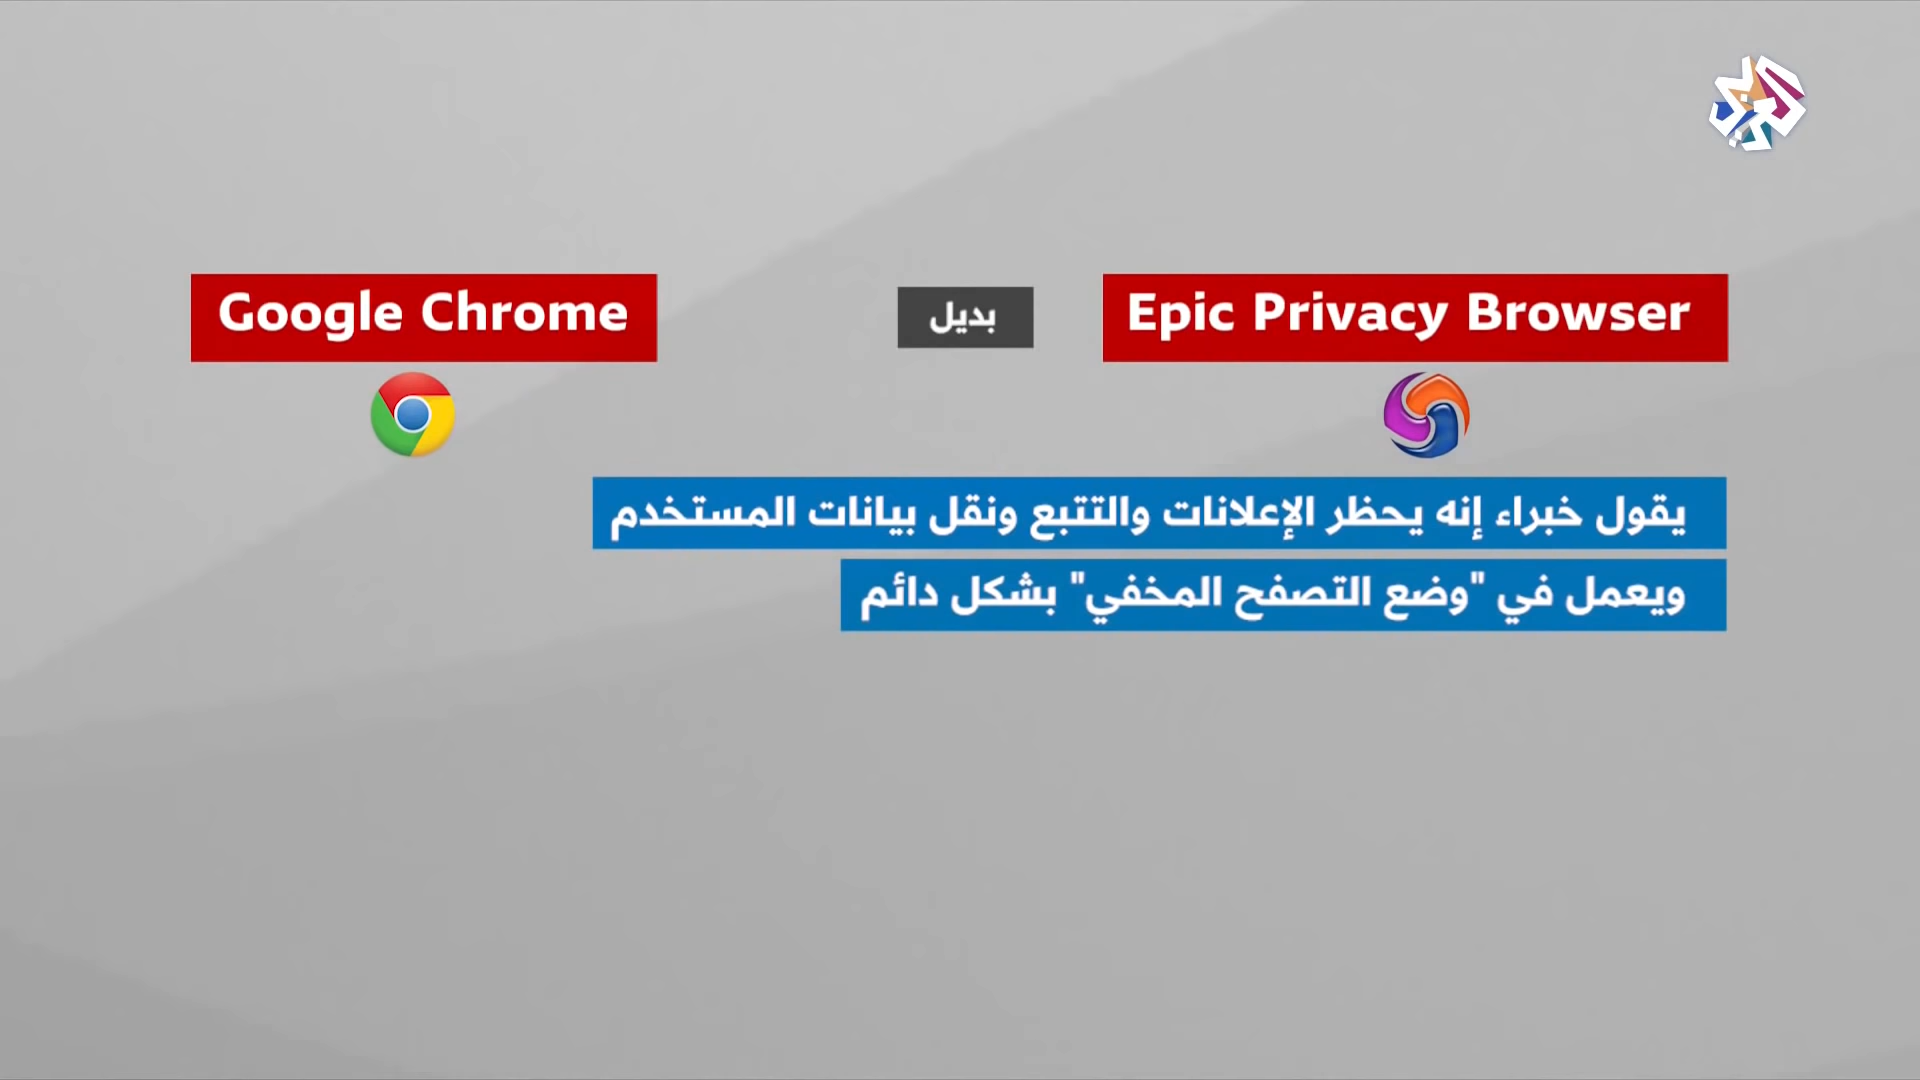 Epic Privacy Browser
بديل
Google Chrome
يقول خبراء إنه يحظر الإعلانات والتتبع ونقل بيانات المستخدم
ويعمل في "وضع التصفح المخفي" بشكل دائم